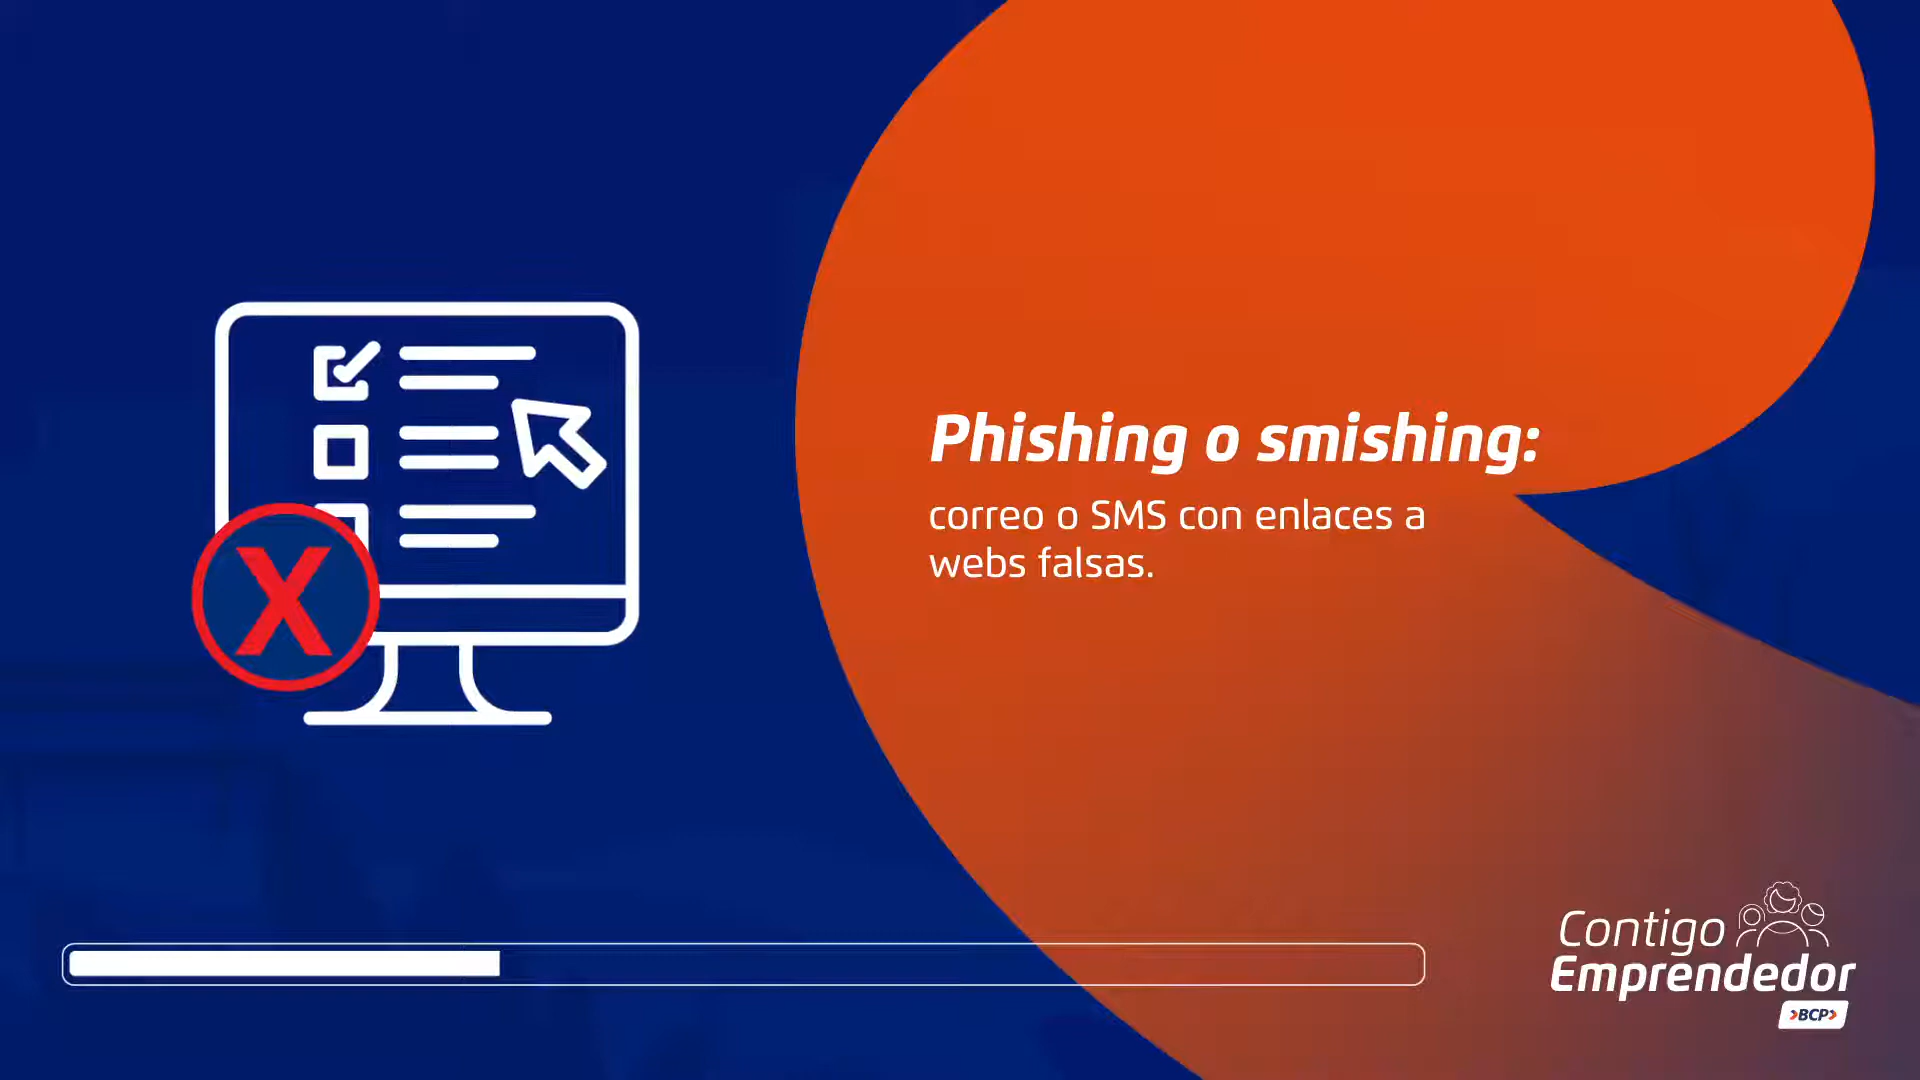 Phishing o smishing:
correo o SMS con enlaces a
webs falsas.
Contigo
Emprendedor
›BCP›